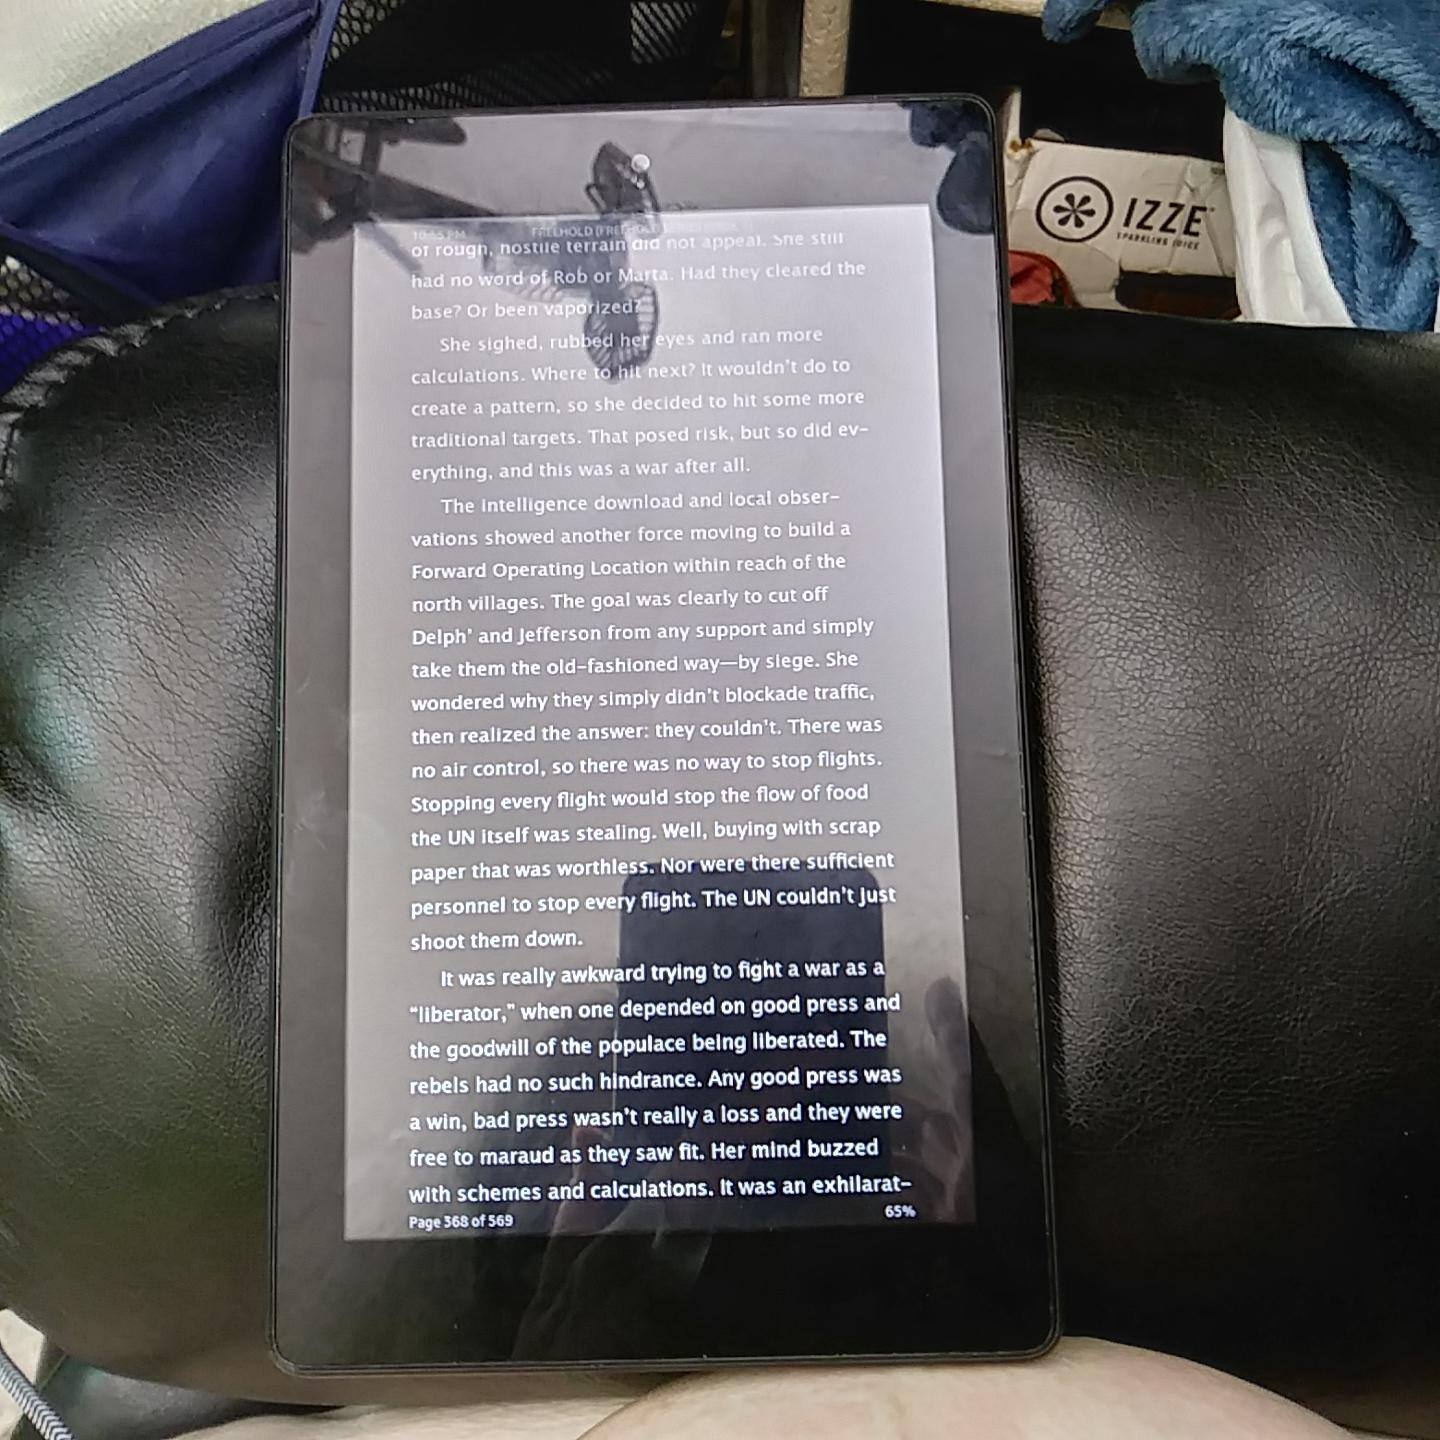 10:55 PM FREEHOLD (FREEHOLD
of rough, hostile terrain did not appeal. She still
had no word of Rob or Marta. Had they cleared the
base? Or been vaporized?
She sighed, rubbed her eyes and ran more
calculations. Where to hit next? It wouldn't do to
create a pattern, so she decided to hit some more
traditional targets. That posed risk, but so did ev-
erything, and this was a war after all.
The intelligence download and local obser-
vations showed another force moving to build a
Forward Operating Location within reach of the
north villages. The goal was clearly to cut off
Delph' and Jefferson from any support and simply
take them the old-fashioned way—by siege. She
wondered why they simply didn't blockade traffic,
then realized the answer: they couldn't. There was
no air control, so there was no way to stop flights.
Stopping every flight would stop the flow of food
the UN itself was stealing. Well, buying with scrap
paper that was worthless. Nor were there sufficient
personnel to stop every flight. The UN couldn't just
shoot them down.
It was really awkward trying to fight a war as a
“liberator,” when one depended on good press and
the goodwill of the populace being liberated. The
rebels had no such hindrance. Any good press was
a win, bad press wasn't really a loss and they were
free to maraud as they saw fit. Her mind buzzed
with schemes and calculations. It was an exhilarat-
Page 368 of 569 65%
IZZE
SPARKLING JUICE